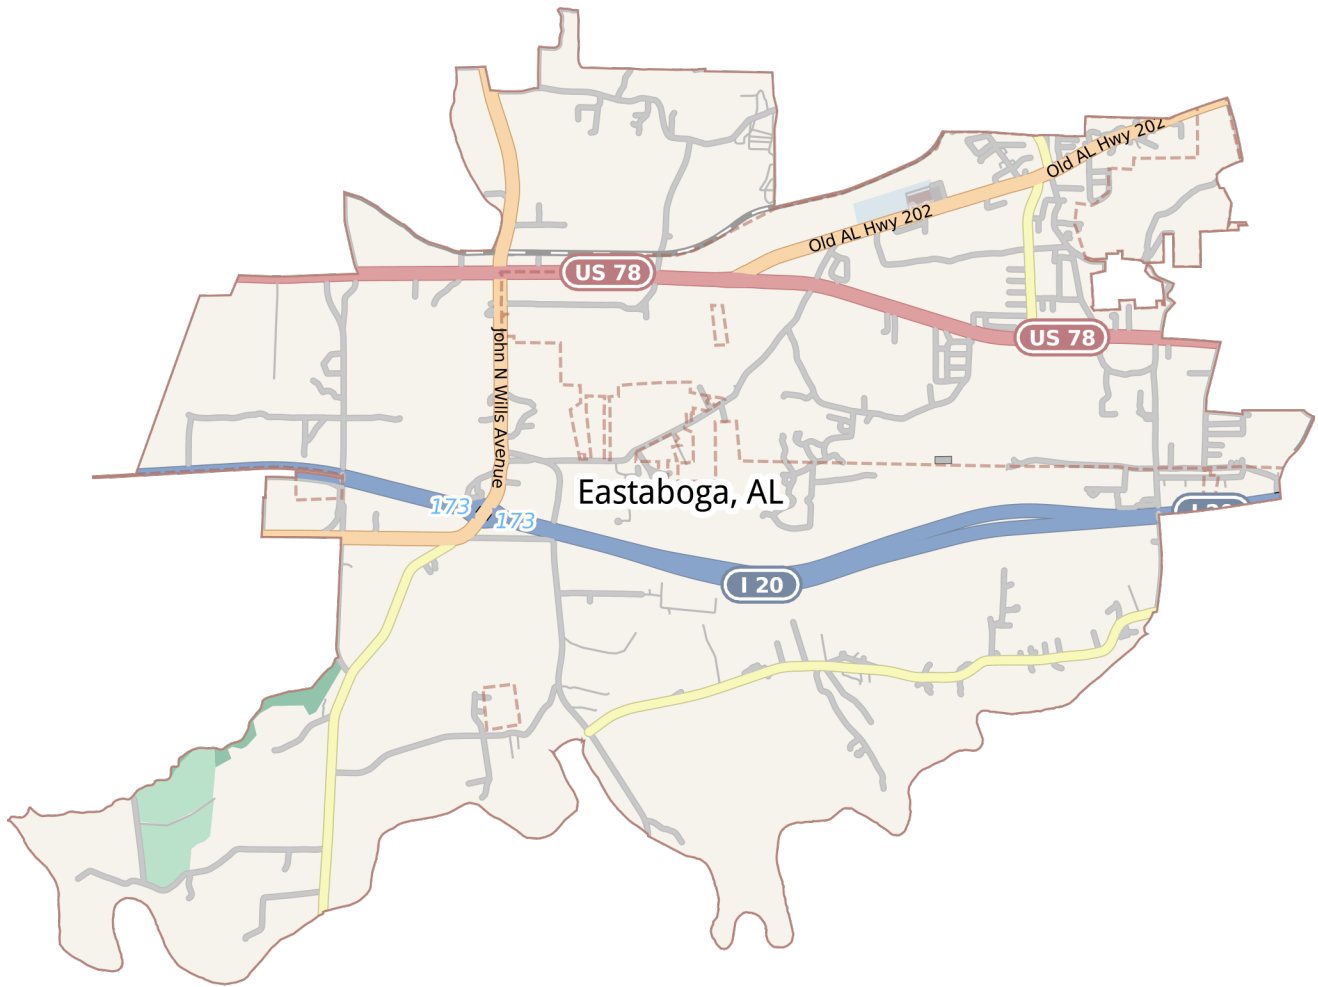 Old AL Hwy 202
Old AL Hwy 202
US 78
US 78
John N Wills Avenue
Eastaboga, AL
173
173
I 20